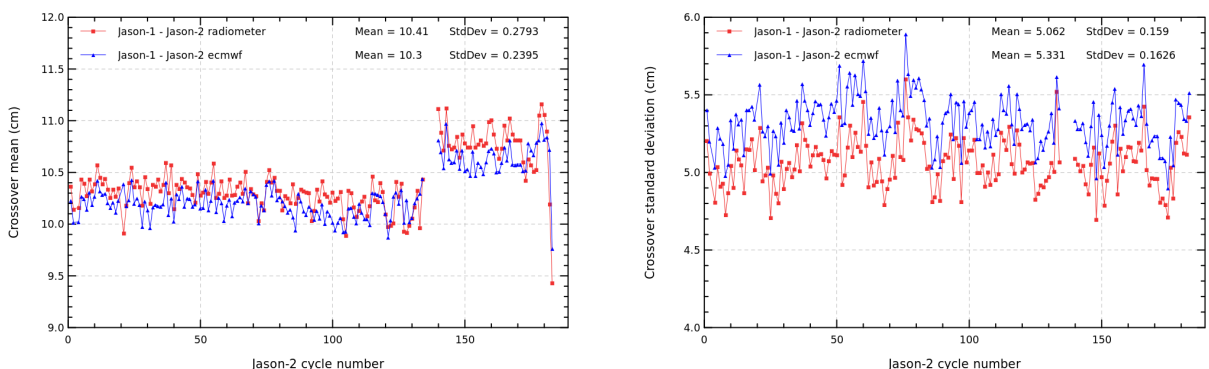 12.0
Jason-1 - Jason-2 radiometer Mean = 10.41 StdDev = 0.2793
Jason-1 - Jason-2 ecmwf Mean = 10.3 StdDev = 0.2395
11.5
11.0
10.5
10.0
9.5
9.0
Crossover mean (cm)
0 50 100 150
Jason-2 cycle number
6.0
Jason-1 - Jason-2 radiometer Mean = 5.062 StdDev = 0.159
Jason-1 - Jason-2 ecmwf Mean = 5.331 StdDev = 0.1626
5.5
5.0
4.5
4.0
Crossover standard deviation (cm)
0 50 100 150
Jason-2 cycle number